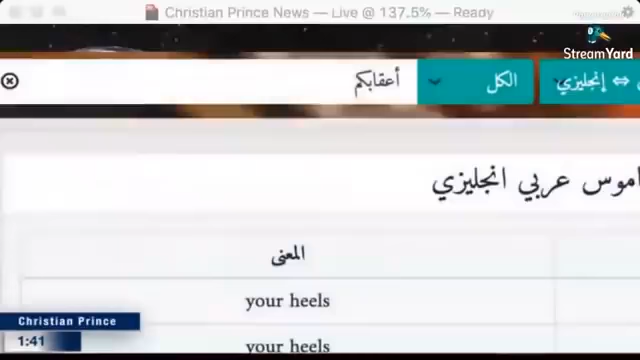 Christian Prince News — Live @ 137.5% — Ready
StreamYard
إنجليزي
الكل
أعقابكم
اموس عربي انجليزي
المعنى
your heels
your heels
Christian Prince
1:41